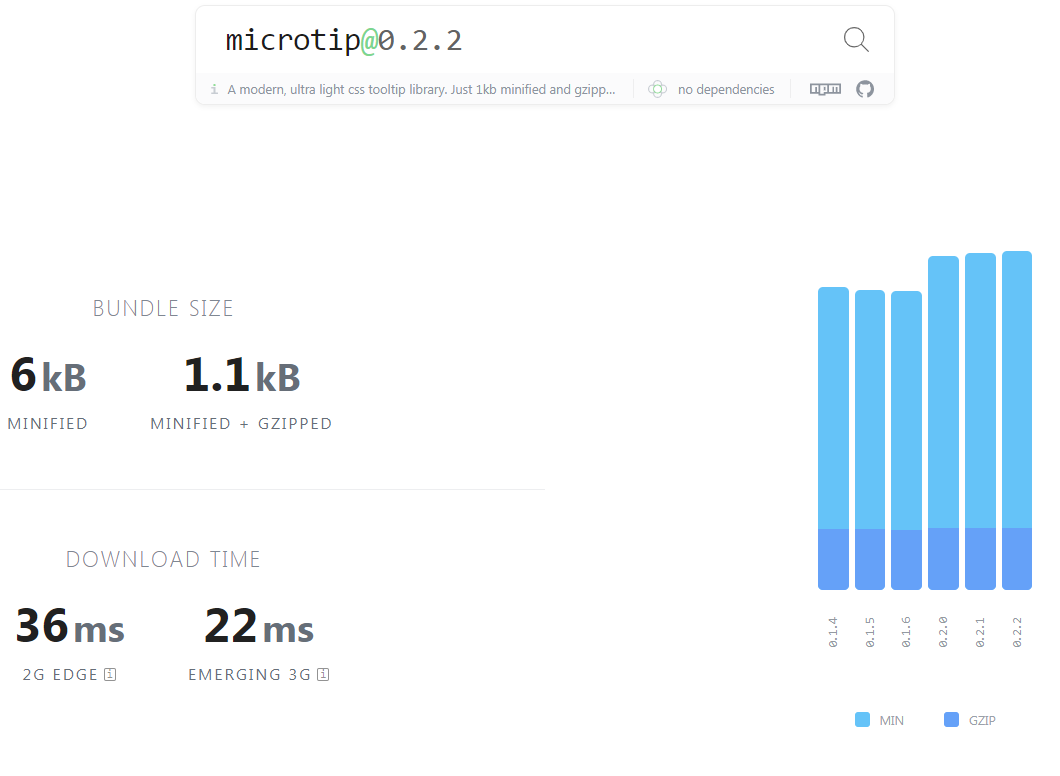 microtip@0.2.2
i A modern, ultra light css tooltip library. Just 1kb minified and gzipp... no dependencies npm
BUNDLE SIZE
6 kB 1.1 kB
MINIFIED MINIFIED + GZIPPED
DOWNLOAD TIME
36 ms 22 ms
2G EDGE i EMERGING 3G i
0.1.4 0.1.5 0.1.6 0.2.0 0.2.1 0.2.2
MIN GZIP